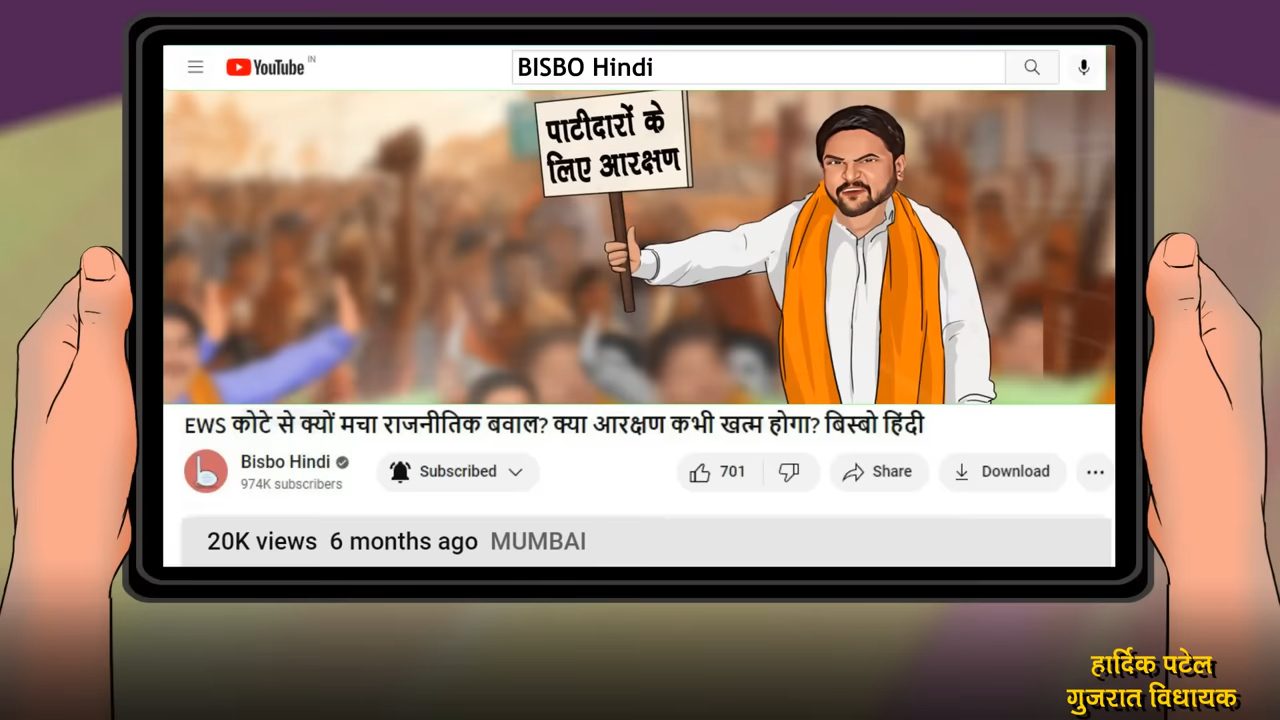 YouTube IN
BISBO Hindi
पाटीदारों के
लिए आरक्षण
EWS कोटे से क्यों मचा राजनीतिक बवाल? क्या आरक्षण कभी खत्म होगा? बिस्बो हिंदी
Bisbo Hindi
974K subscribers
Subscribed
701
Share
Download
20K views 6 months ago MUMBAI
हार्दिक पटेल
गुजरात विधायक